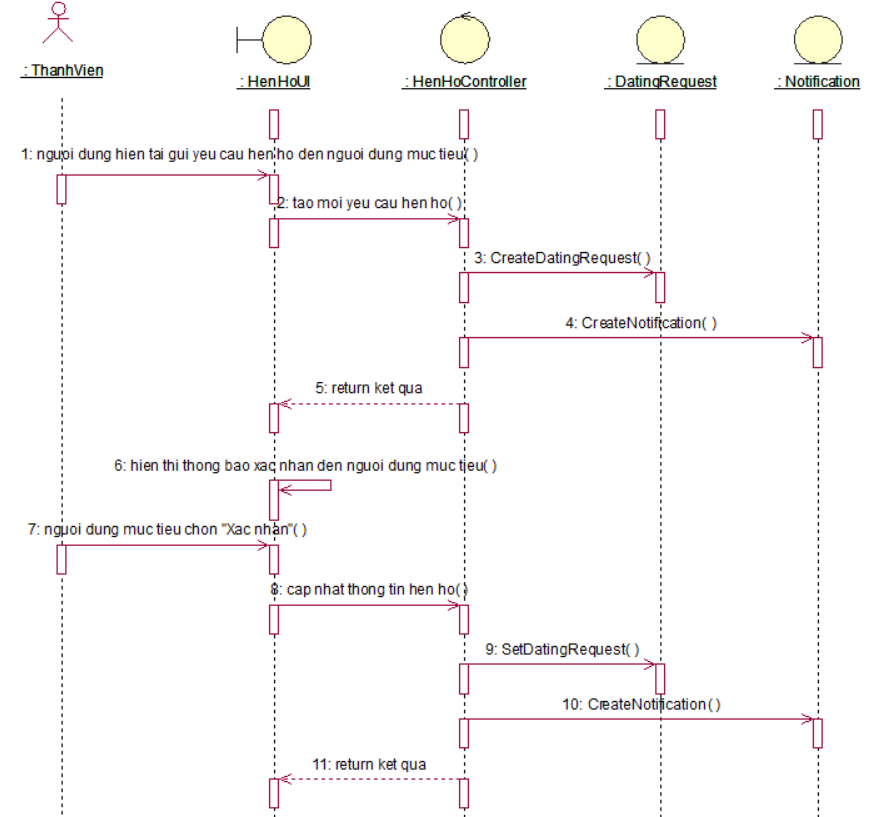 : ThanhVien
: HenHoUI
: HenHoController
: DatingRequest
: Notification
1: nguoi dung hien tai gui yeu cau hen ho den nguoi dung muc tieu( )
2: tao moi yeu cau hen ho( )
3: CreateDatingRequest( )
4: CreateNotification( )
5: return ket qua
6: hien thi thong bao xac nhan den nguoi dung muc tieu( )
7: nguoi dung muc tieu chon "Xac nhan"( )
8: cap nhat thong tin hen ho( )
9: SetDatingRequest( )
10: CreateNotification( )
11: return ket qua